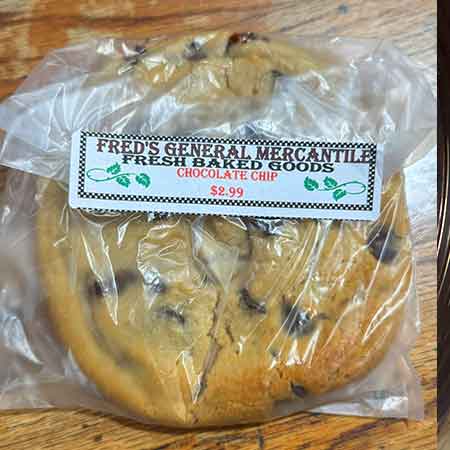 FRED'S GENERAL MERCANTILE
FRESH BAKED GOODS
CHOCOLATE CHIP
$2.99